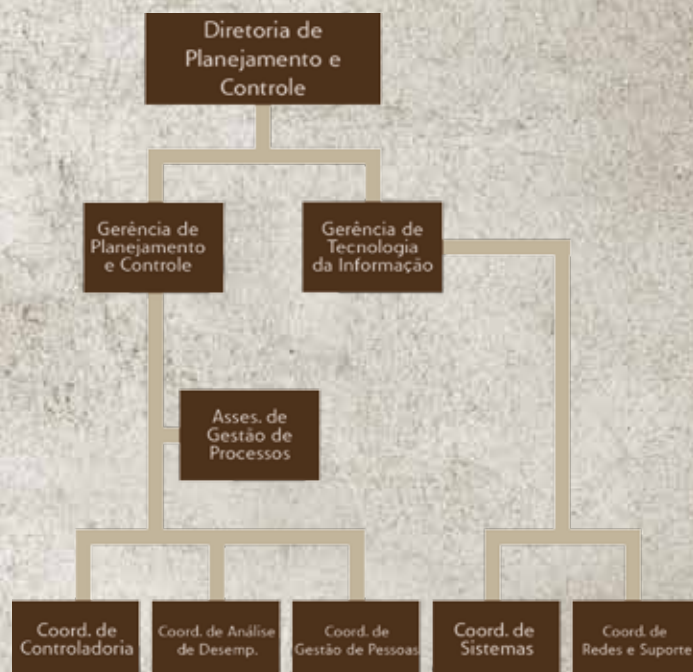 Diretoria de
Planejamento e
Controle
Gerência de
Planejamento
e Controle
Gerência de
Tecnologia
da Informação
Asses. de
Gestão de
Processos
Coord. de
Controladoria
Coord. de Análise
de Desemp.
Coord. de
Gestão de Pessoas
Coord. de
Sistemas
Coord. de
Redes e Suporte